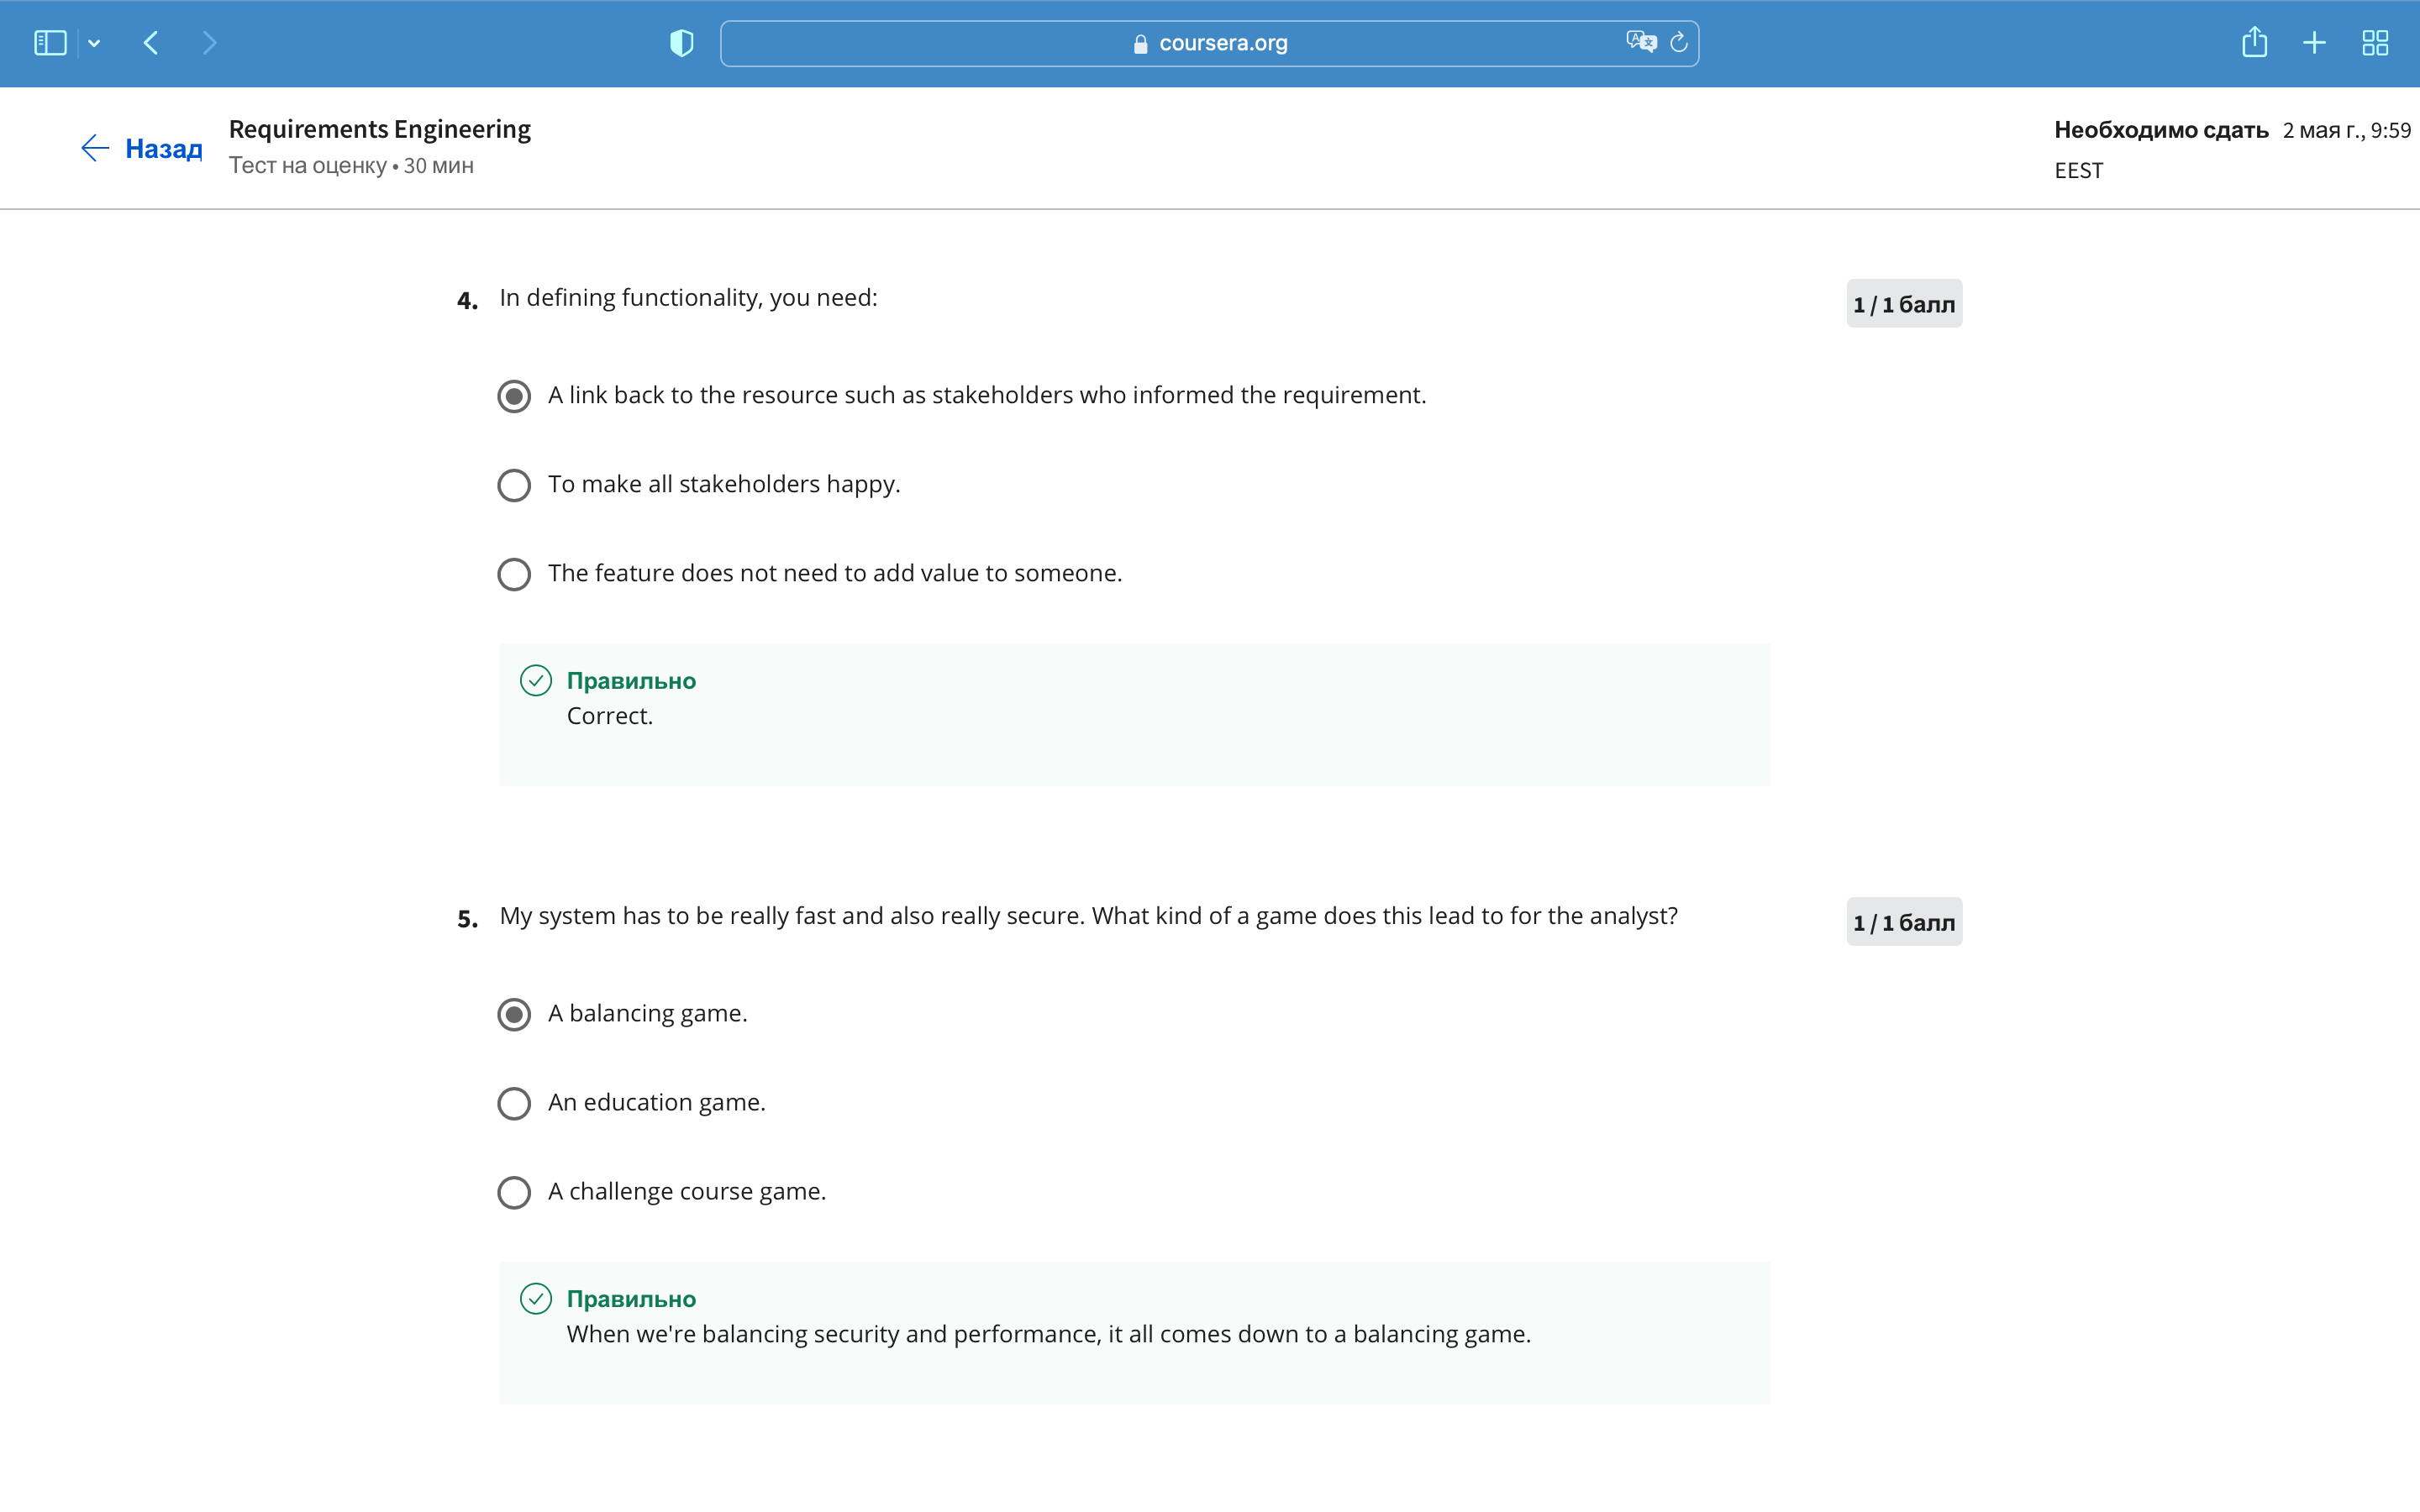 coursera.org
Назад
Requirements Engineering
Тест на оценку • 30 мин
Необходимо сдать 2 мая г., 9:59
EEST
4. In defining functionality, you need:
1 / 1 балл
A link back to the resource such as stakeholders who informed the requirement.
To make all stakeholders happy.
The feature does not need to add value to someone.
Правильно
Correct.
5. My system has to be really fast and also really secure. What kind of a game does this lead to for the analyst?
1 / 1 балл
A balancing game.
An education game.
A challenge course game.
Правильно
When we're balancing security and performance, it all comes down to a balancing game.